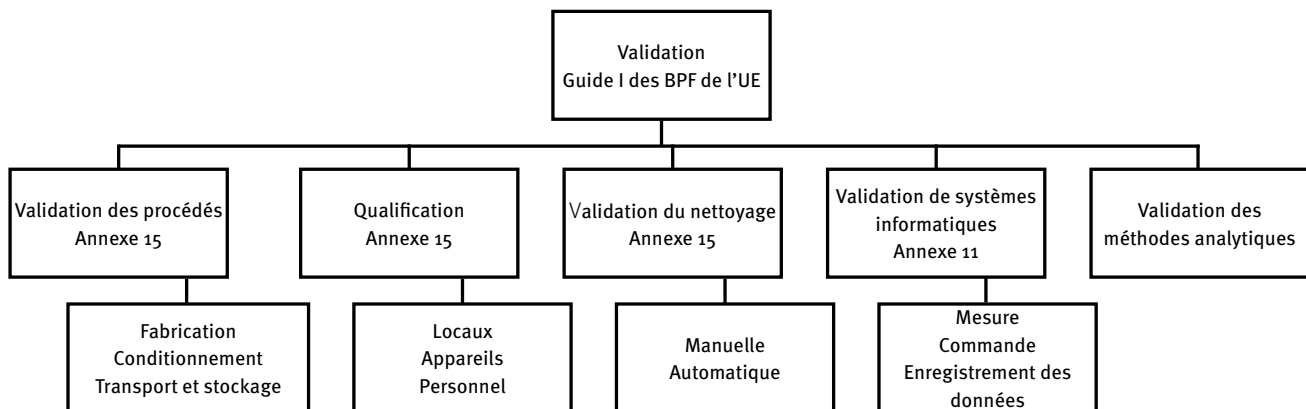 Validation
Guide I des BPF de l’UE
Validation des procédés
Annexe 15
Qualification
Annexe 15
Validation du nettoyage
Annexe 15
Validation de systèmes
informatiques
Annexe 11
Validation des
méthodes analytiques
Fabrication
Conditionnement
Transport et stockage
Locaux
Appareils
Personnel
Manuelle
Automatique
Mesure
Commande
Enregistrement des
données